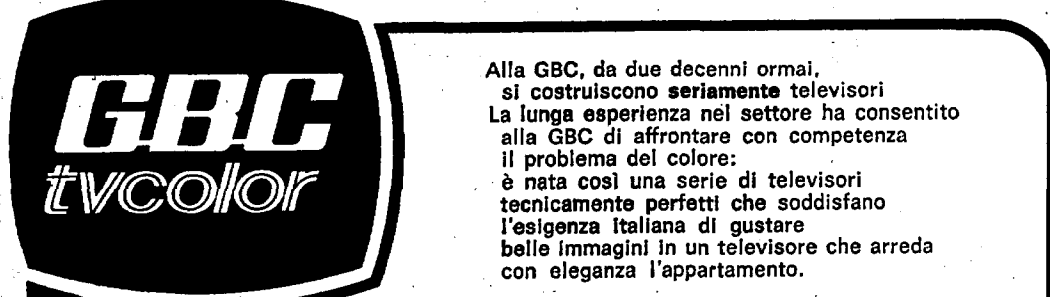 GBC
tvcolor
Alla GBC, da due decenni ormai,
si costruiscono seriamente televisori
La lunga esperienza nel settore ha consentito
alla GBC di affrontare con competenza
il problema del colore:
è nata così una serie di televisori
tecnicamente perfetti che soddisfano
l'esigenza italiana di gustare
belle immagini in un televisore che arreda
con eleganza l'appartamento.